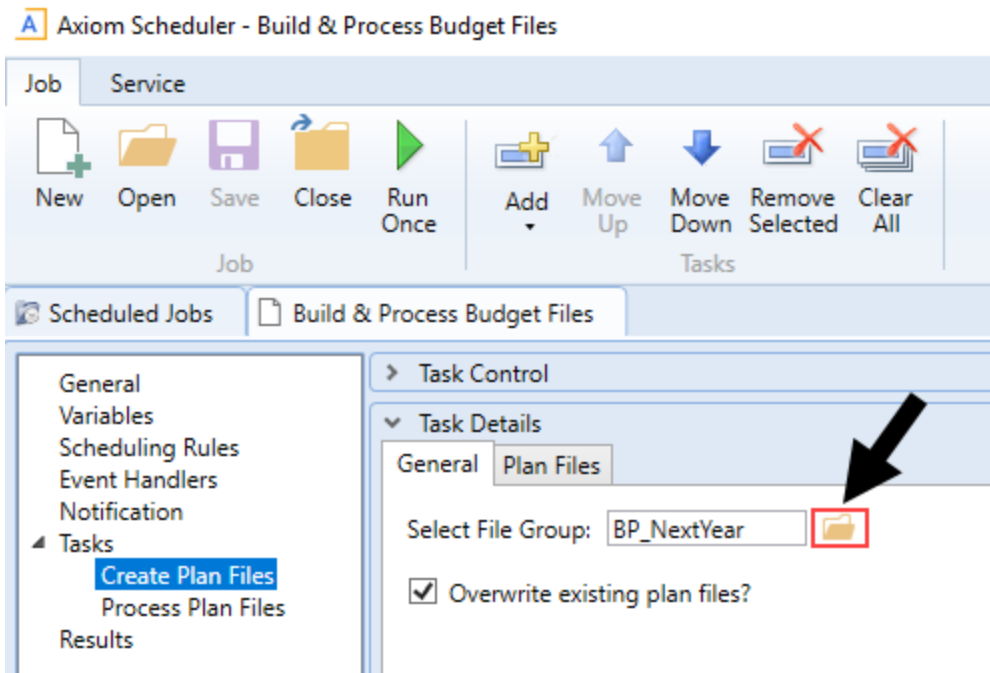 A Axiom Scheduler - Build & Process Budget Files
Job Service
New Open Save Close Run Once Add Move Up Move Down Remove Selected Clear All
Job Tasks
Scheduled Jobs Build & Process Budget Files
General
Variables
Scheduling Rules
Event Handlers
Notification
Tasks
Create Plan Files
Process Plan Files
Results
Task Control
Task Details
General Plan Files
Select File Group: BP_NextYear
Overwrite existing plan files?